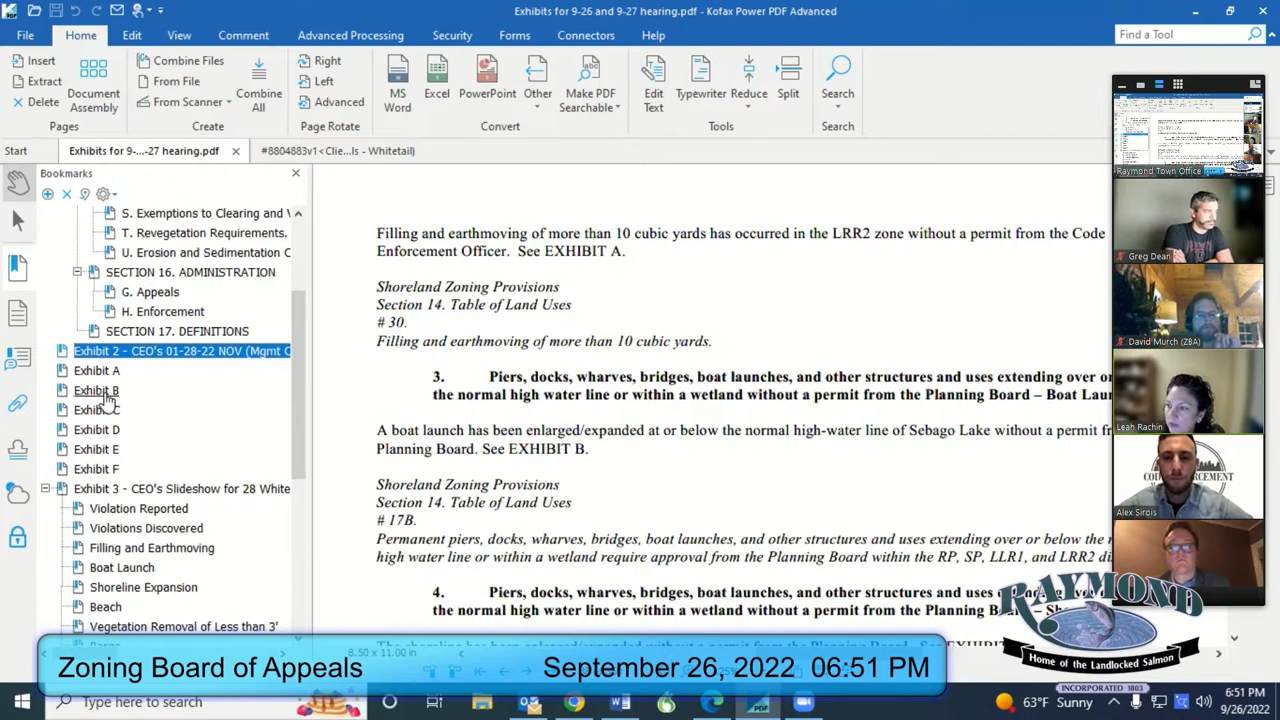 Exhibits for 9-26 and 9-27 hearing.pdf - Kofax Power PDF Advanced
File Home Edit View Comment Advanced Processing Security Forms Connectors Help
Find a Tool
Insert
Extract
Delete
Pages
Document Assembly
Combine Files
From File
From Scanner
Combine All
Create
Right
Left
Advanced
Page Rotate
MS Word
Excel
PowerPoint
Other
Make PDF Searchable
Convert
Edit Text
Typewriter
Reduce
Split
Tools
Search
Search
Start
Exhibits for 9-...-27 hearing.pdf
#8804883v1<Clie...ls - Whitetail
Bookmarks
S. Exemptions to Clearing and V
T. Revegetation Requirements.
U. Erosion and Sedimentation C
SECTION 16. ADMINISTRATION
G. Appeals
H. Enforcement
SECTION 17. DEFINITIONS
Exhibit 2 - CEO's 01-28-22 NOV (Mgmt C
Exhibit A
Exhibit B
Exhibit C
Exhibit D
Exhibit E
Exhibit F
Exhibit 3 - CEO's Slideshow for 28 White
Violation Reported
Violations Discovered
Filling and Earthmoving
Boat Launch
Shoreline Expansion
Beach
Vegetation Removal of Less than 3'
Filling and earthmoving of more than 10 cubic yards has occurred in the LRR2 zone without a permit from the Code
Enforcement Officer. See EXHIBIT A.
Shoreland Zoning Provisions
Section 14. Table of Land Uses
# 30.
Filling and earthmoving of more than 10 cubic yards.
3. Piers, docks, wharves, bridges, boat launches, and other structures and uses extending over or
the normal high water line or within a wetland without a permit from the Planning Board – Boat Lau
A boat launch has been enlarged/expanded at or below the normal high-water line of Sebago Lake without a permit f
Planning Board. See EXHIBIT B.
Shoreland Zoning Provisions
Section 14. Table of Land Uses
# 17B.
Permanent piers, docks, wharves, bridges, boat launches, and other structures and uses extending over or below the n
high water line or within a wetland require approval from the Planning Board within the RP, SP, LLR1, and LRR2 di
4. Piers, docks, wharves, bridges, boat launches, and other structures and uses
the normal high water line or within a wetland without a permit from the Planning Bo
8.50 x 11.00 in
Raymond Town Office
Greg Dean
David Murch (ZBA)
Leah Rachin
CODE ENFORCEMENT
Alex Sirois
RAYMOND
Home of the Landlocked Salmon
INCORPORATED 1803
Zoning Board of Appeals September 26, 2022 06:51 PM
Type here to search
63°F Sunny
6:51 PM
9/26/2022